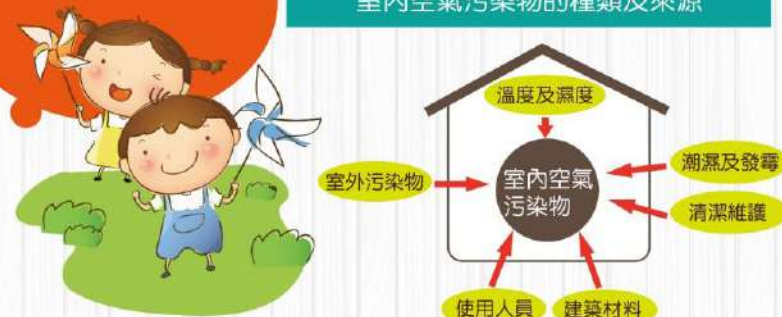 室內空氣污染物的種類及來源
溫度及濕度
室外污染物
室內空氣
污染物
潮濕及發霉
清潔維護
使用人員
建築材料